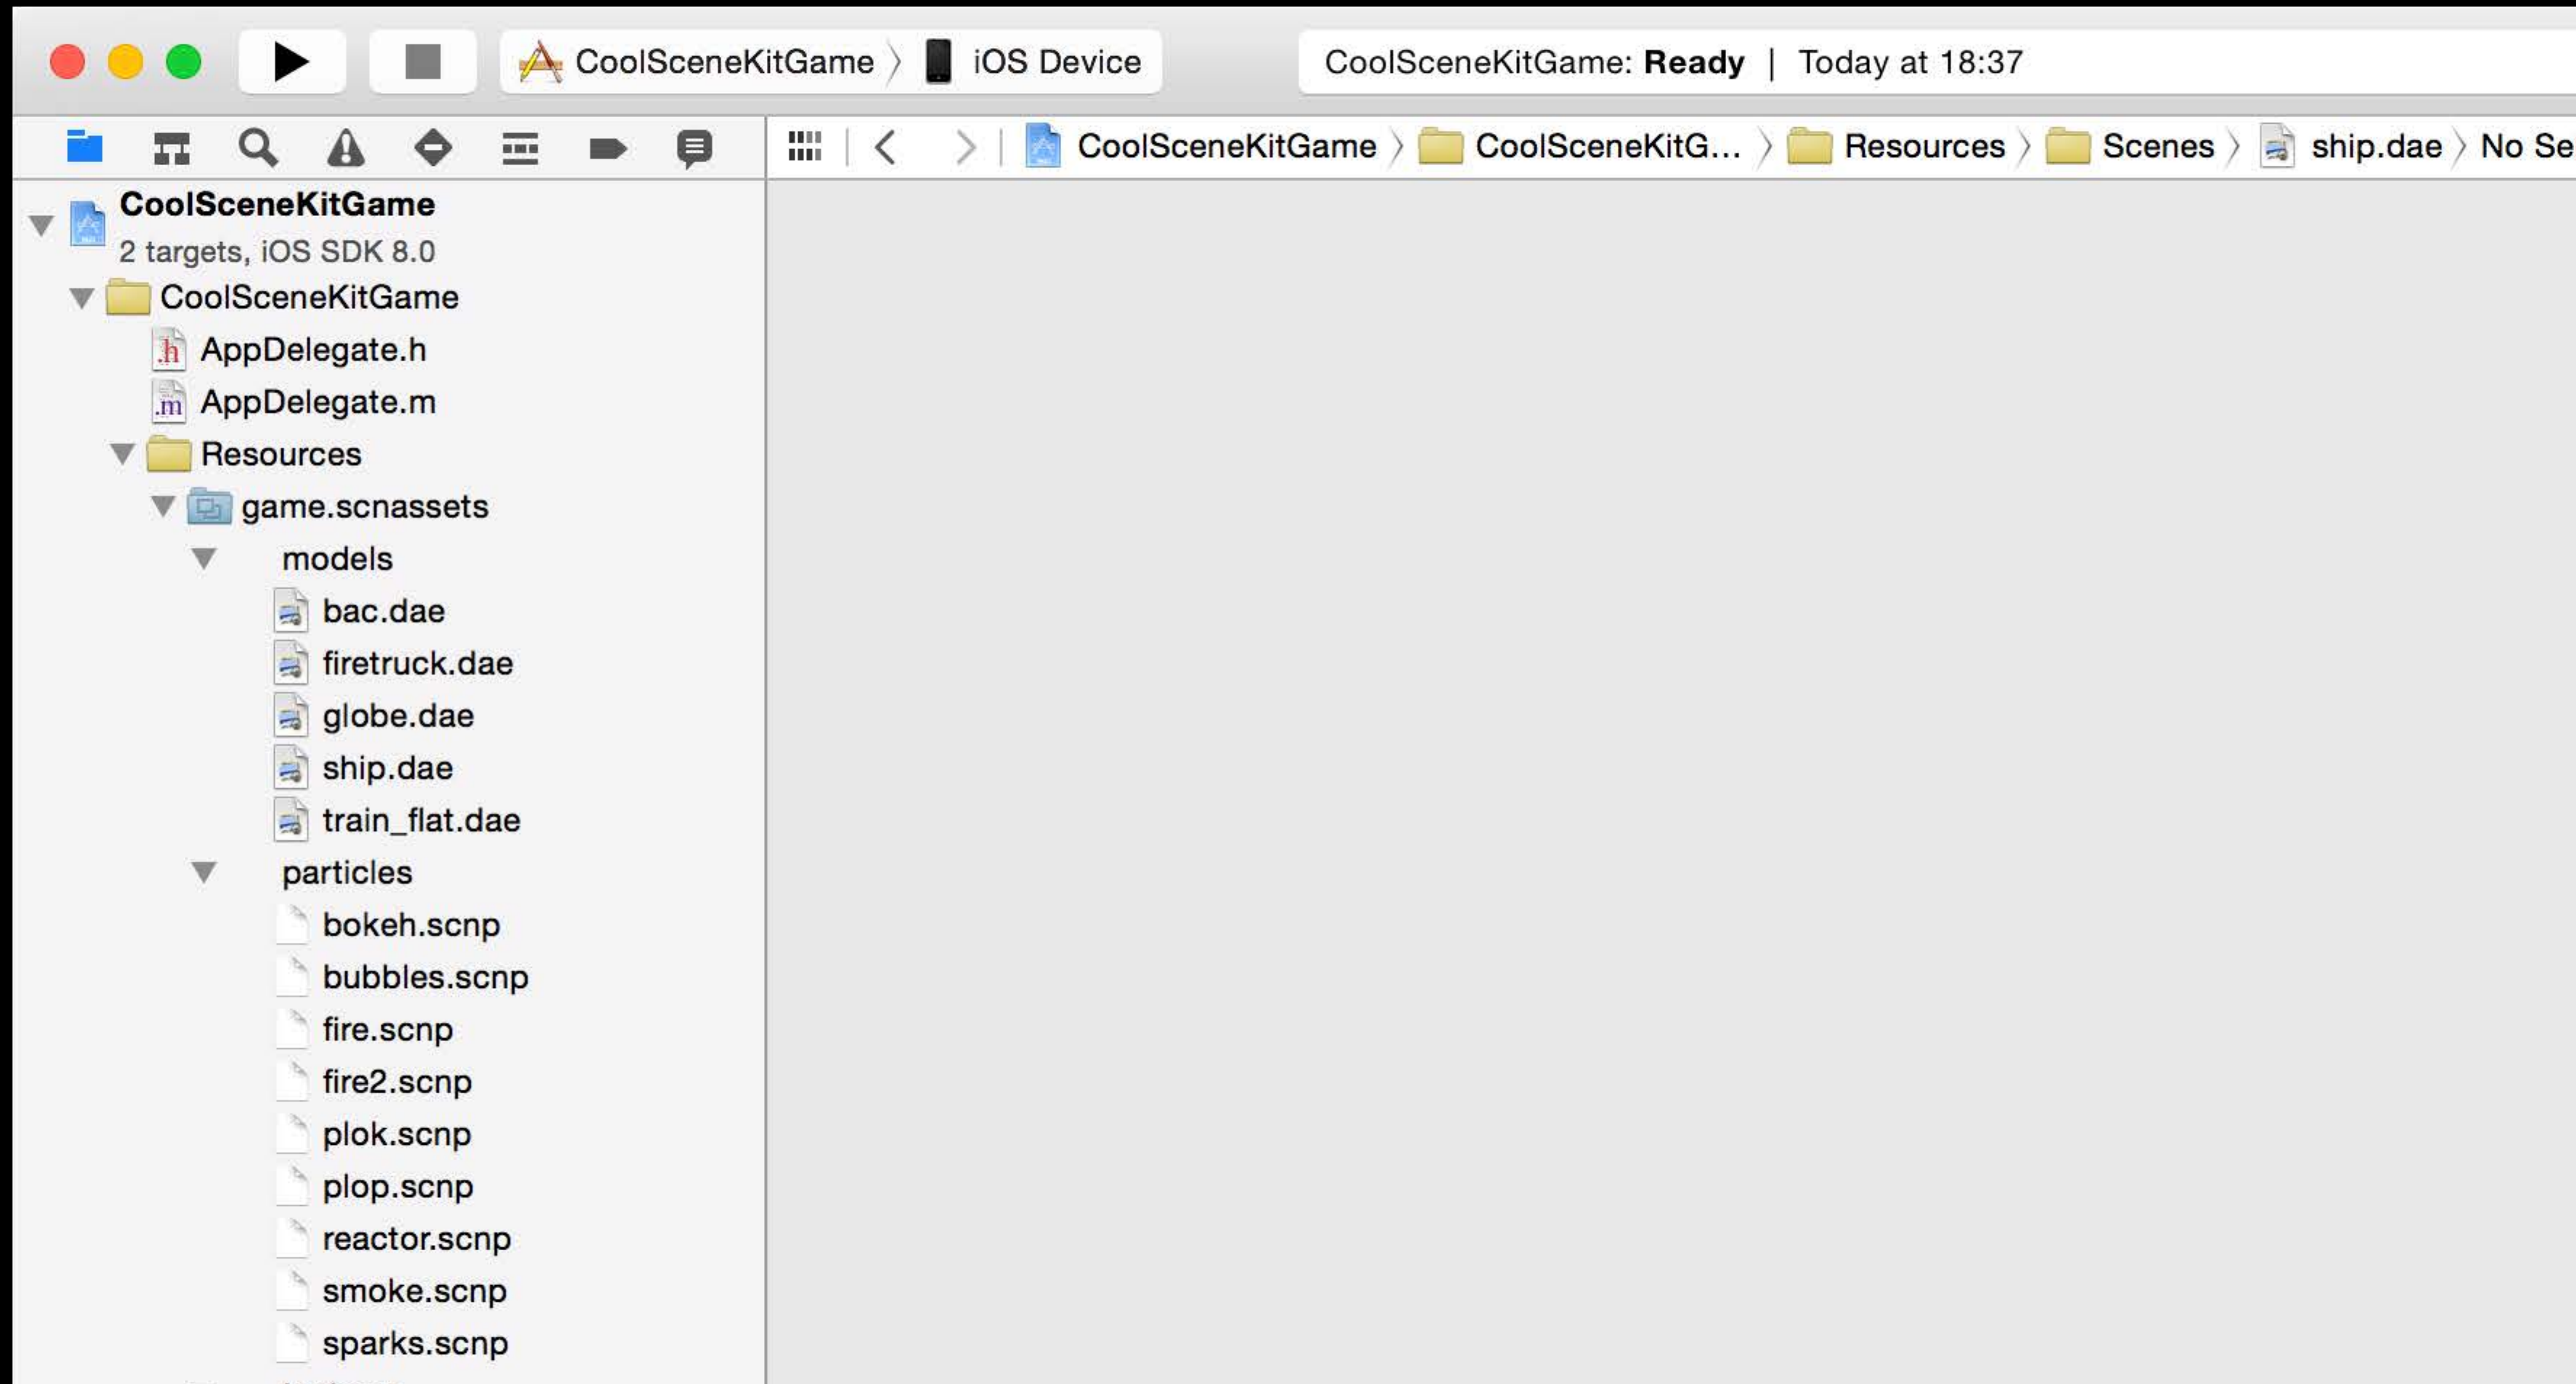 CoolSceneKitGame iOS Device CoolSceneKitGame: Ready | Today at 18:37
CoolSceneKitGame CoolSceneKitG... Resources Scenes ship.dae No Se
CoolSceneKitGame
2 targets, iOS SDK 8.0
CoolSceneKitGame
.h AppDelegate.h
.m AppDelegate.m
Resources
game.scnassets
models
bac.dae
firetruck.dae
globe.dae
ship.dae
train_flat.dae
particles
bokeh.scnp
bubbles.scnp
fire.scnp
fire2.scnp
plok.scnp
plop.scnp
reactor.scnp
smoke.scnp
sparks.scnp